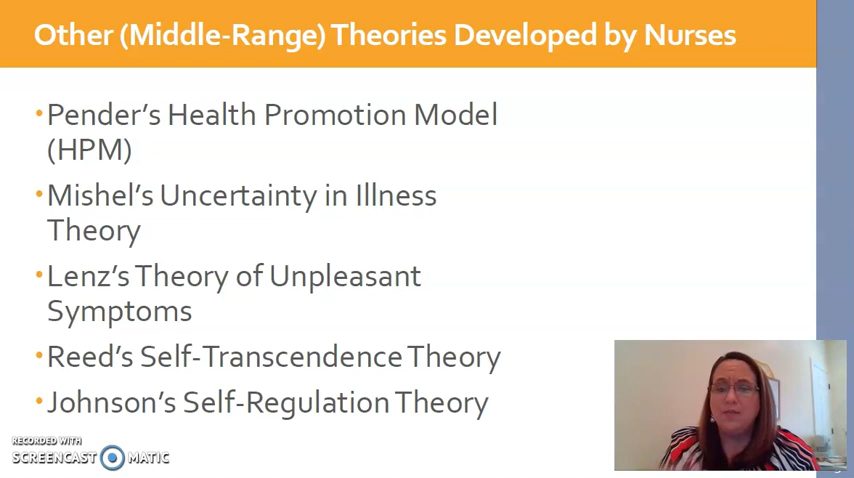 Other (Middle-Range) Theories Developed by Nurses
•Pender's Health Promotion Model
(HPM)
•Mishel's Uncertainty in Illness
Theory
•Lenz's Theory of Unpleasant
Symptoms
•Reed's Self-Transcendence Theory
•Johnson's Self-Regulation Theory
RECORDED WITH
SCREENCAST MATIC